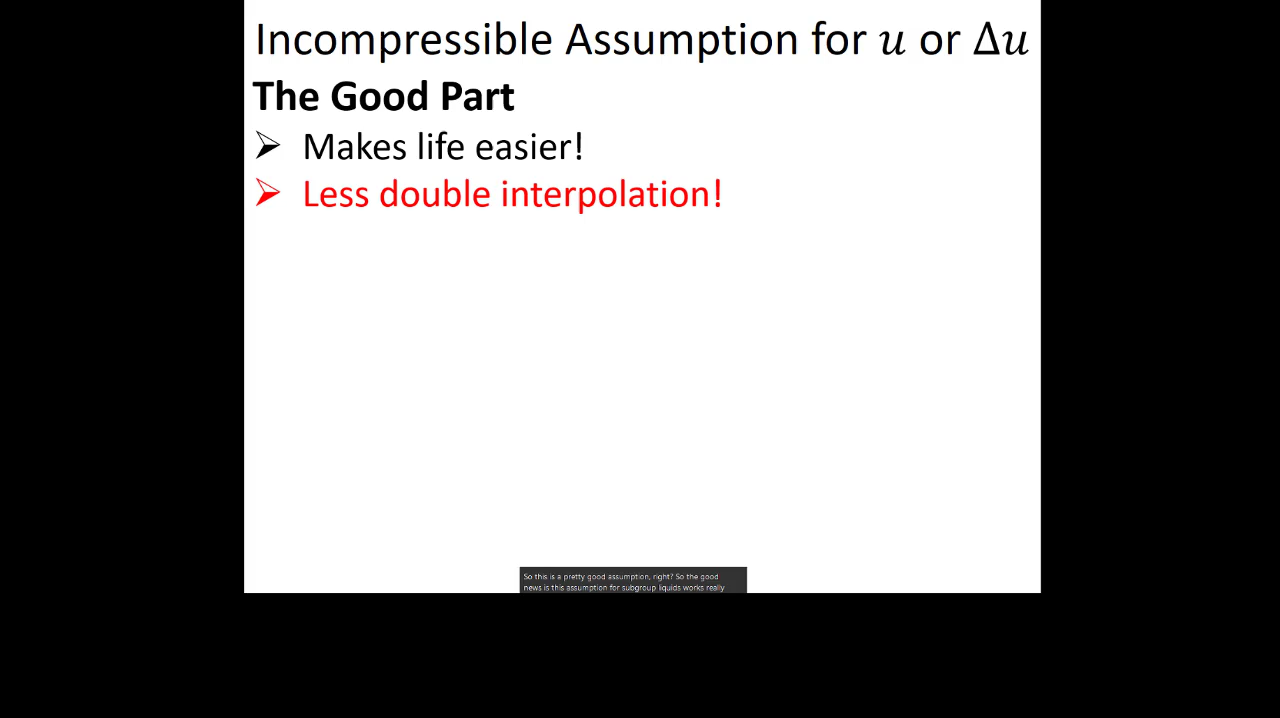 Incompressible Assumption for u or Δu
The Good Part
➢ Makes life easier!
➢ Less double interpolation!
So this is a pretty good assumption, right? So the good
news is this assumption for subgroup liquids works really